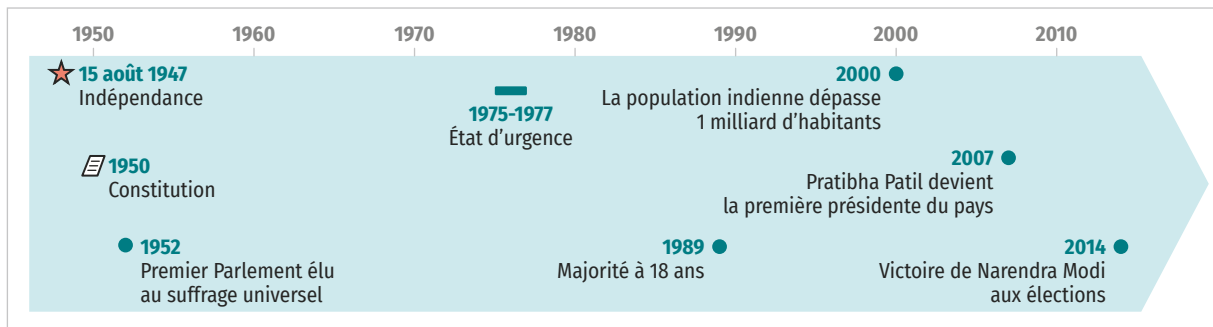 1950 1960 1970 1980 1990 2000 2010
15 août 1947
Indépendance
1975-1977
État d’urgence
2000
La population indienne dépasse
1 milliard d’habitants
1950
Constitution
2007
Pratibha Patil devient
la première présidente du pays
1952
Premier Parlement élu
au suffrage universel
1989
Majorité à 18 ans
2014
Victoire de Narendra Modi
aux élections